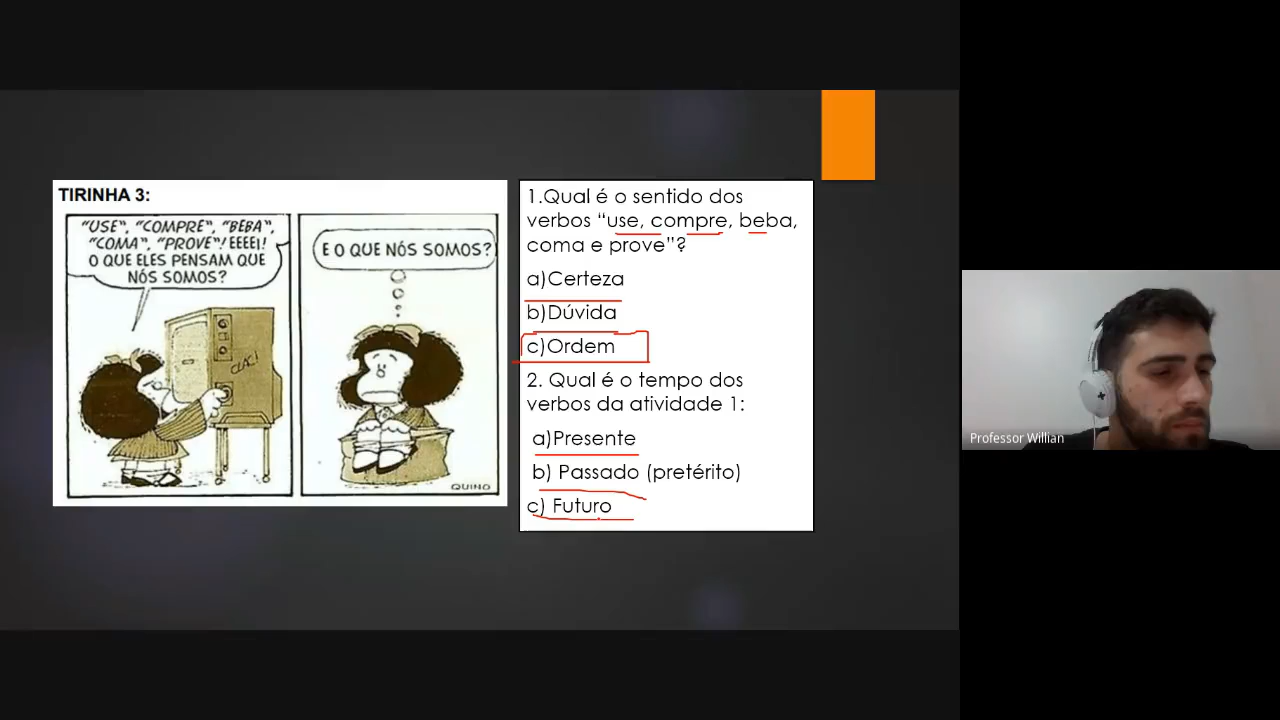 TIRINHA 3:
"USE", "COMPRE", "BEBA",
"COMA", "PROVE"! EEEEI!
O QUE ELES PENSAM QUE
NÓS SOMOS?
CLAC!
E O QUE NÓS SOMOS?
QUINO
1.Qual é o sentido dos
verbos “use, compre, beba,
coma e prove”?
a)Certeza
b)Dúvida
c)Ordem
2. Qual é o tempo dos
verbos da atividade 1:
a)Presente
b) Passado (pretérito)
c) Futuro
Professor Willian